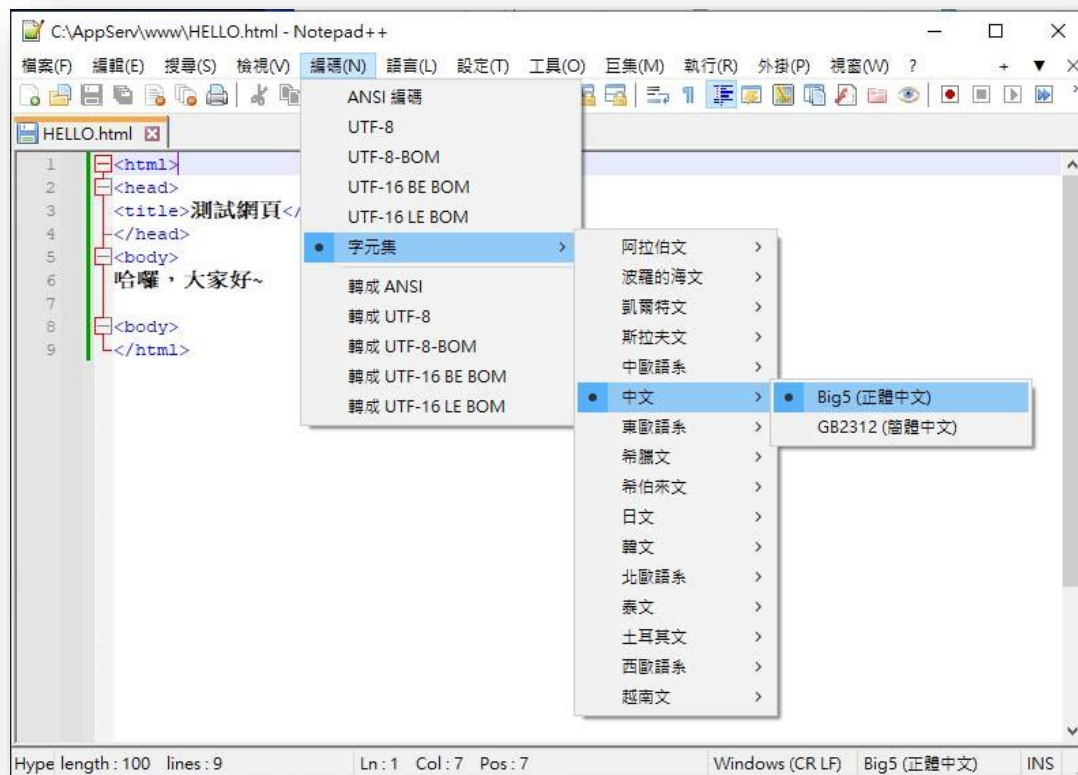 C:\AppServ\www\HELLO.html - Notepad++
檔案(F) 編輯(E) 搜尋(S) 檢視(V) 編碼(N) 語言(L) 設定(T) 工具(O) 巨集(M) 執行(R) 外掛(P) 視窗(W) ? + ▼ X
HELLO.html
1 <html>
2 <head>
3 <title>測試網頁</
4 </head>
5 <body>
6 哈囉，大家好~
7
8 <body>
9 </html>
ANSI 編碼
UTF-8
UTF-8-BOM
UTF-16 BE BOM
UTF-16 LE BOM
字元集
轉成 ANSI
轉成 UTF-8
轉成 UTF-8-BOM
轉成 UTF-16 BE BOM
轉成 UTF-16 LE BOM
阿拉伯文
波羅的海文
凱爾特文
斯拉夫文
中歐語系
中文
東歐語系
希臘文
希伯來文
日文
韓文
北歐語系
泰文
土耳其文
西歐語系
越南文
Big5 (正體中文)
GB2312 (簡體中文)
Hype length : 100 lines : 9 Ln : 1 Col : 7 Pos : 7 Windows (CR LF) Big5 (正體中文) INS